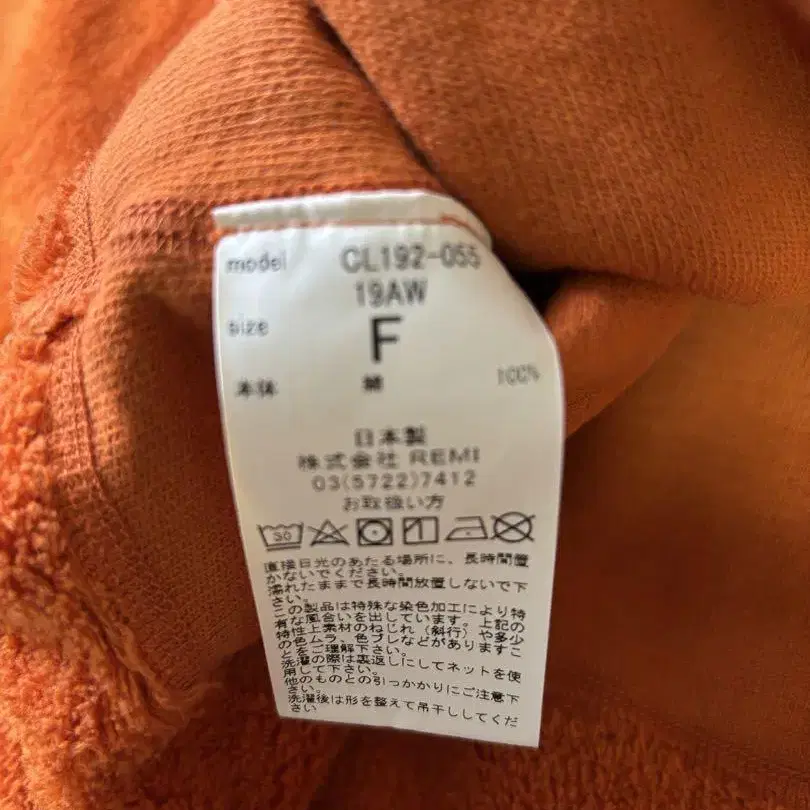 model CL192-055
19AW
size F
本体 綿 100%
日本製
株式会社 REMI
03(5722)7412
お取扱い方
30
直接日光のあたる場所に、長時間置
かないでください。
濡れたままで長時間放置しないで下
さい。
この製品は特殊な染色加工により特
有な風合いを出しています。上記の
特性上素材のねじれ（斜行）や多少
の色ムラ、色ブレなどがありますこ
とをご理解下さい。
洗濯の際は裏返しにしてネットを使
用して下さい。
他のものとの引っかかりにご注意下
さい。
洗濯後は形を整えて吊干ししてくだ
さい